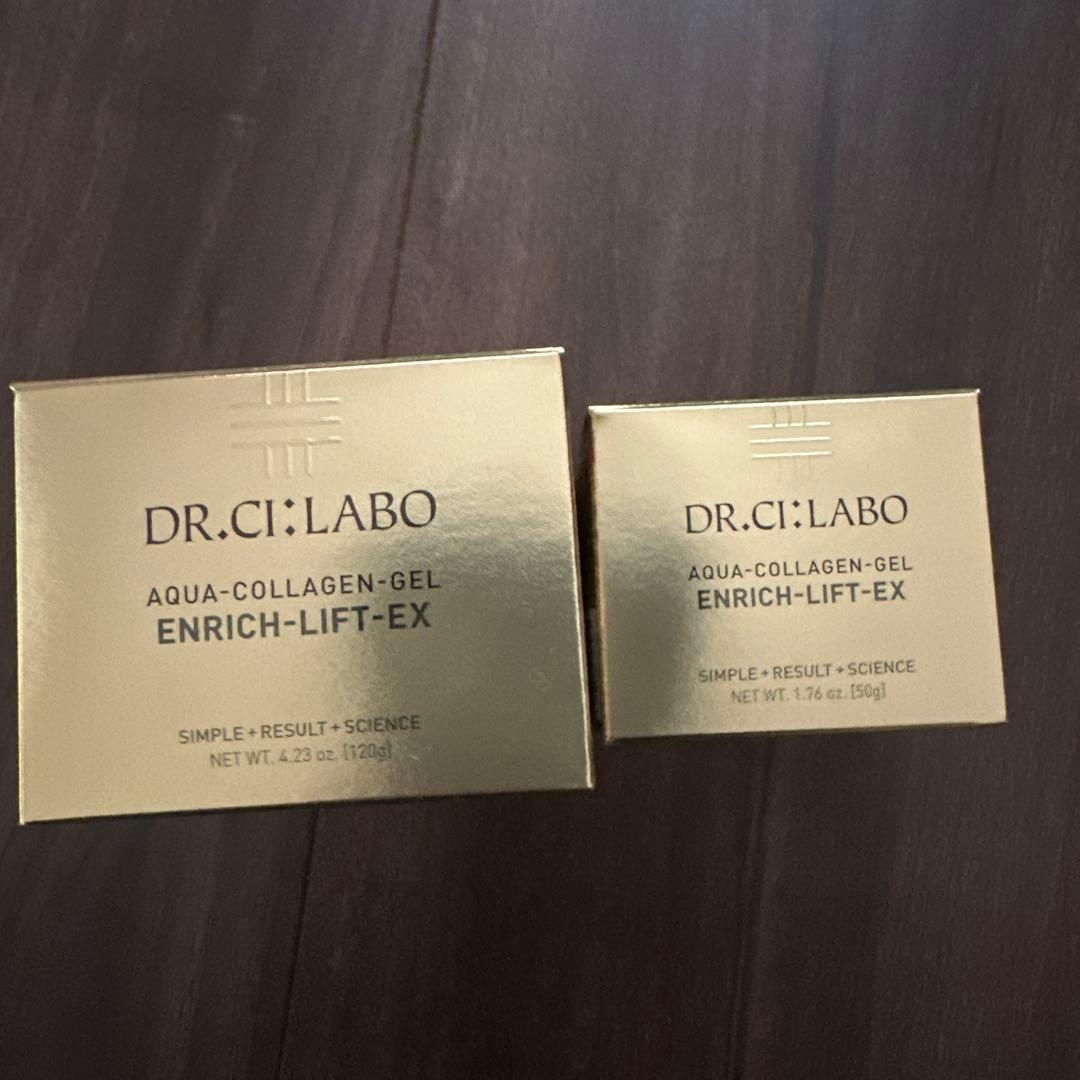 DR.CI:LABO
AQUA-COLLAGEN-GEL
ENRICH-LIFT-EX
SIMPLE+RESULT+SCIENCE
NET WT. 4.23 oz. [120g]
DR.CI:LABO
AQUA-COLLAGEN-GEL
ENRICH-LIFT-EX
SIMPLE+RESULT+SCIENCE
NET WT. 1.76 oz. [50g]